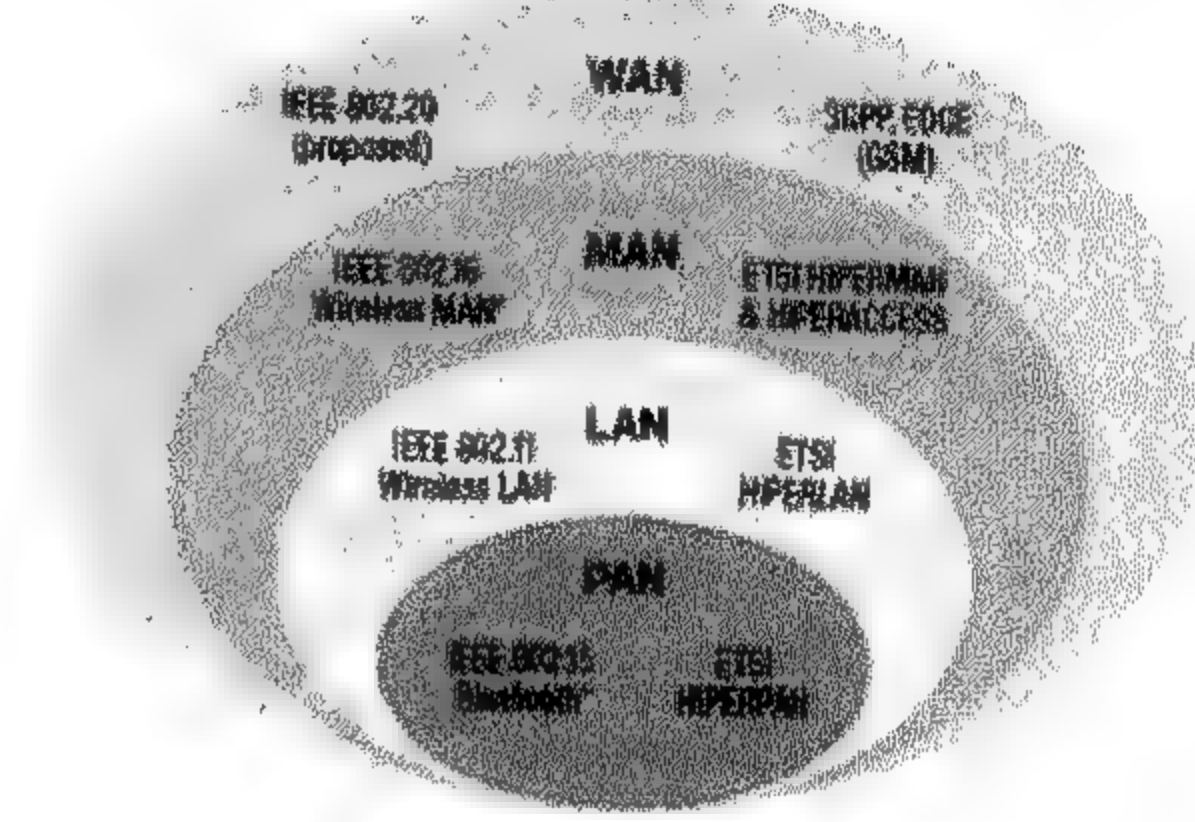 WAN
IEEE 802.20
(proposed)
3GPP, EDGE
(GSM)
MAN
IEEE 802.16
Wireless MAN
ETSI HIPERMAN
& HIPERACCESS
LAN
IEEE 802.11
Wireless LAN
ETSI
HIPERLAN
PAN
IEEE 802.15
Bluetooth
ETSI
HIPERPAN